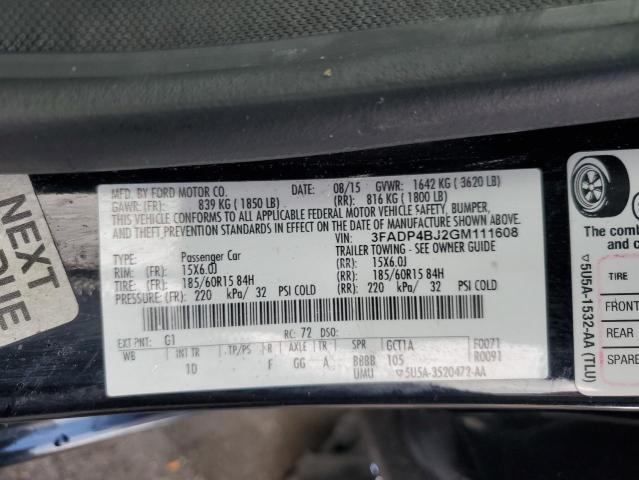 MFD. BY FORD MOTOR CO. DATE: 08/15 GVWR: 1642 KG ( 3620 LB)
GAWR: (FR): 839 KG ( 1850 LB) (RR): 816 KG ( 1800 LB)
THIS VEHICLE CONFORMS TO ALL APPLICABLE FEDERAL MOTOR VEHICLE SAFETY, BUMPER,
AND THEFT PREVENTION STANDARDS IN EFFECT ON THE DATE OF MANUFACTURE SHOWN ABOVE.
VIN: 3FADP4BJ2GM111608
TYPE: Passenger Car TRAILER TOWING - SEE OWNER GUIDE
RIM: (FR): 15X6.0J (RR): 15X6.0J
TIRE: (FR): 185/60R15 84H (RR): 185/60R15 84H
PRESSURE: (FR): 220 kPa/ 32 PSI COLD (RR): 220 kPa/ 32 PSI COLD
EXT PNT: G1 RC: 72 DSO:
WB INT TR TP/PS R AXLE TR SPR GCT1A F0071
1D F GG A BBBB 105 R0091
UMU ▽5U5A-3520472-AA
NEXT
DUE
The comb
▽5U5A-1532-AA (TLU)
TIRE
FRONT
REAR
SPARE